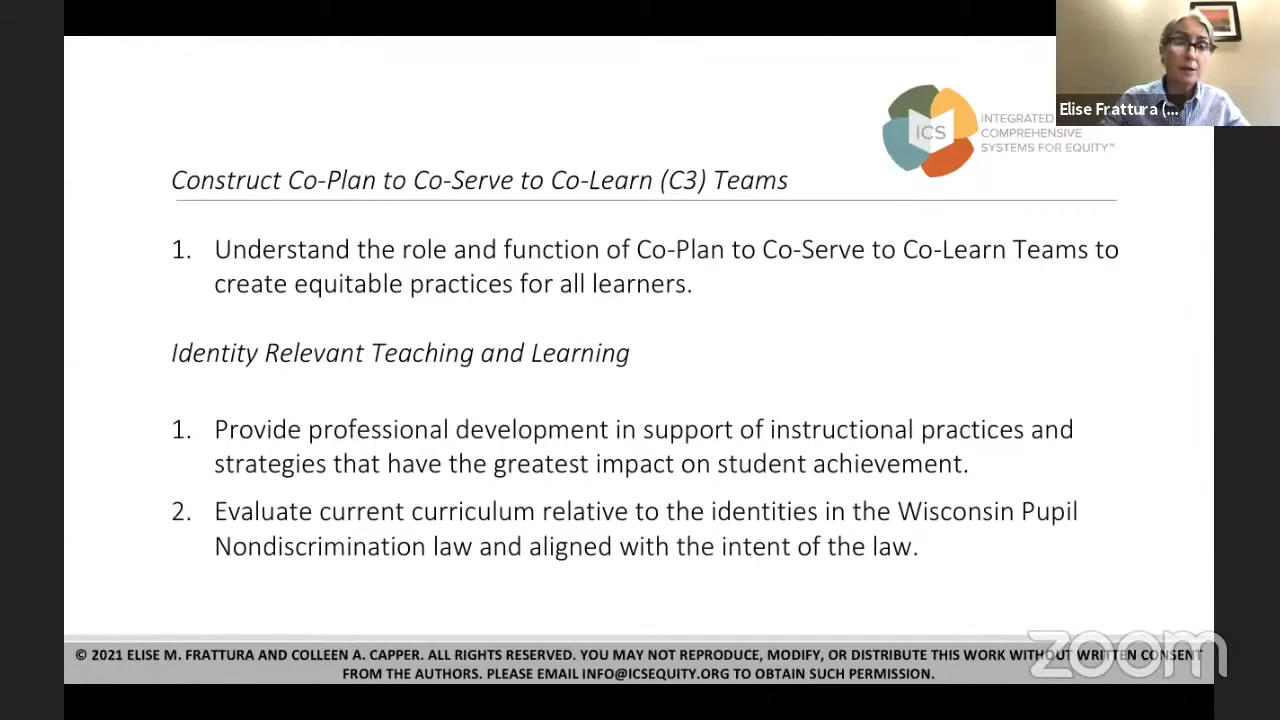 Elise Frattura (...
ICS
INTEGRATED
COMPREHENSIVE
SYSTEMS FOR EQUITY™
Construct Co-Plan to Co-Serve to Co-Learn (C3) Teams
1. Understand the role and function of Co-Plan to Co-Serve to Co-Learn Teams to
create equitable practices for all learners.
Identity Relevant Teaching and Learning
1. Provide professional development in support of instructional practices and
strategies that have the greatest impact on student achievement.
2. Evaluate current curriculum relative to the identities in the Wisconsin Pupil
Nondiscrimination law and aligned with the intent of the law.
zoom
© 2021 ELISE M. FRATTURA AND COLLEEN A. CAPPER. ALL RIGHTS RESERVED. YOU MAY NOT REPRODUCE, MODIFY, OR DISTRIBUTE THIS WORK WITHOUT WRITTEN CONSENT
FROM THE AUTHORS. PLEASE EMAIL INFO@ICSEQUITY.ORG TO OBTAIN SUCH PERMISSION.